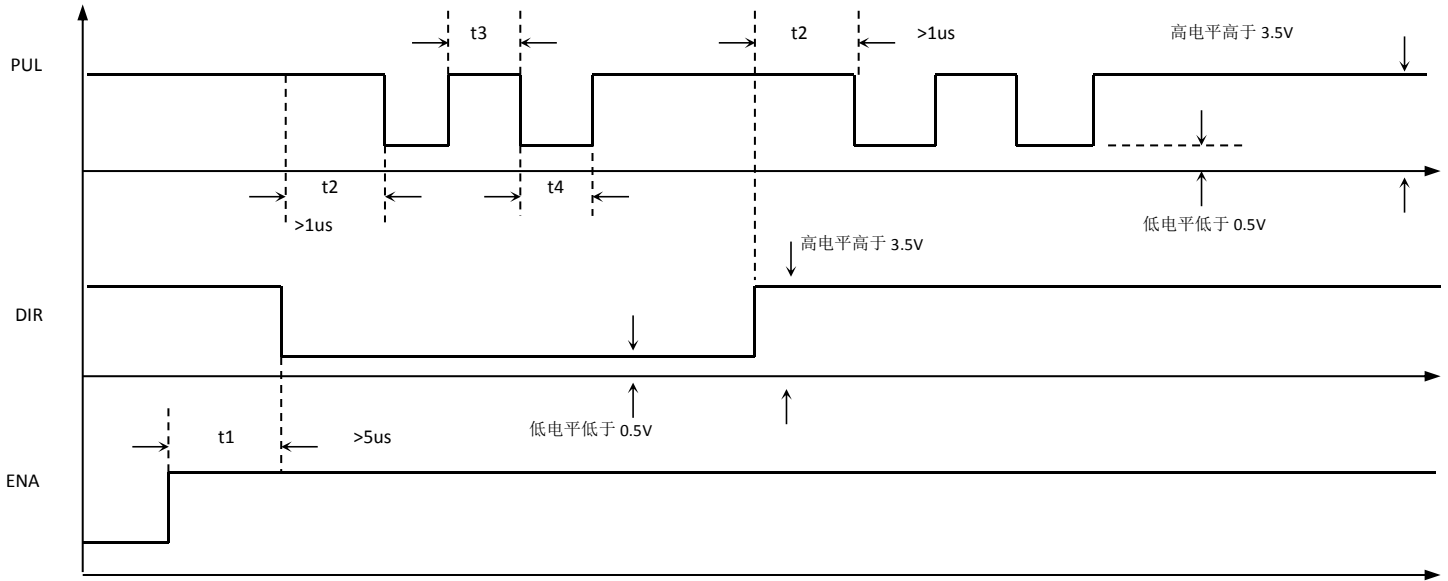 t3
t2
>1us
高电平高于 3.5V
PUL
t2
t4
>1us
低电平低于 0.5V
高电平高于 3.5V
DIR
低电平低于 0.5V
t1
>5us
ENA